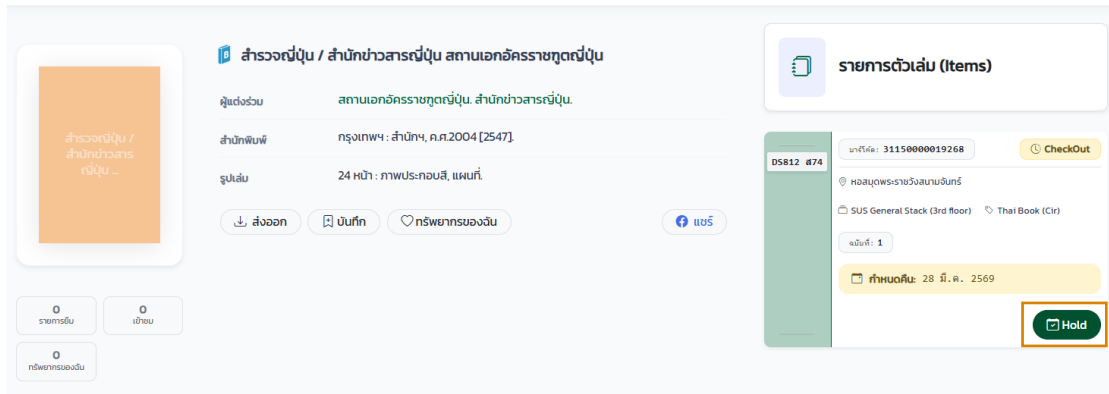 สำรวจญี่ปุ่น /
สำนักข่าวสาร
ญี่ปุ่น ...
0
รายการยืม
0
เข้าชม
0
ทรัพยากรของฉัน
สำรวจญี่ปุ่น / สำนักข่าวสารญี่ปุ่น สถานเอกอัครราชทูตญี่ปุ่น
ผู้แต่งร่วม สถานเอกอัครราชทูตญี่ปุ่น. สำนักข่าวสารญี่ปุ่น.
สำนักพิมพ์ กรุงเทพฯ : สำนักฯ, ค.ศ.2004 [2547].
รูปเล่ม 24 หน้า : ภาพประกอบสี, แผนที่.
ส่งออก บันทึก ทรัพยากรของฉัน แชร์
รายการตัวเล่ม (Items)
DS812 ส74
บาร์โค้ด: 31150000019268 CheckOut
หอสมุดพระราชวังสนามจันทร์
SUS General Stack (3rd floor) Thai Book (Cir)
ฉบับที่: 1
กำหนดคืน: 28 มี.ค. 2569
Hold